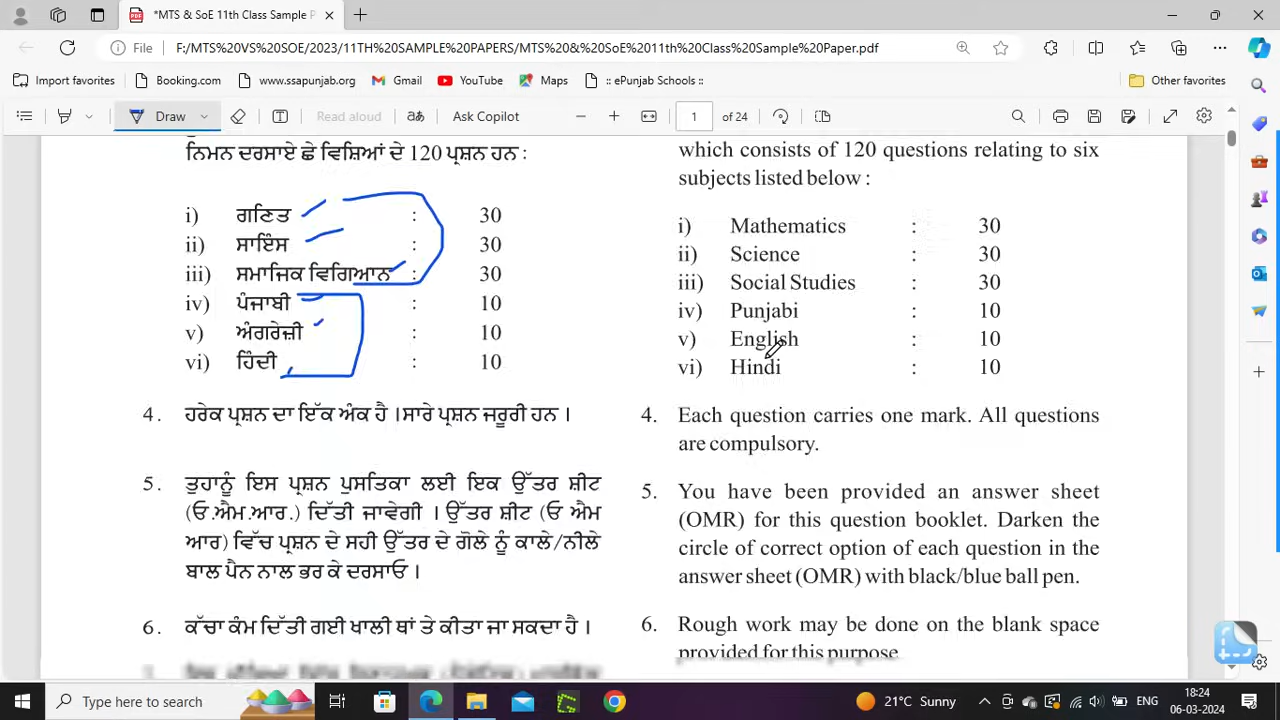 *MTS & SoE 11th Class Sample P
File F:/MTS%20VS%20SOE/2023/11TH%20SAMPLE%20PAPERS/MTS%20&%20SoE%2011th%20Class%20Sample%20Paper.pdf
Import favorites Booking.com www.ssapunjab.org Gmail YouTube Maps :: ePunjab Schools :: Other favorites
Draw Read aloud Ask Copilot 1 of 24
ਨਿਮਨ ਦਰਸਾਏ ਛੇ ਵਿਸ਼ਿਆਂ ਦੇ 120 ਪ੍ਰਸ਼ਨ ਹਨ :
i) ਗਣਿਤ : 30
ii) ਸਾਇੰਸ : 30
iii) ਸਮਾਜਿਕ ਵਿਗਿਆਨ : 30
iv) ਪੰਜਾਬੀ : 10
v) ਅੰਗਰੇਜ਼ੀ : 10
vi) ਹਿੰਦੀ : 10
4. ਹਰੇਕ ਪ੍ਰਸ਼ਨ ਦਾ ਇੱਕ ਅੰਕ ਹੈ । ਸਾਰੇ ਪ੍ਰਸ਼ਨ ਜਰੂਰੀ ਹਨ ।
5. ਤੁਹਾਨੂੰ ਇਸ ਪ੍ਰਸ਼ਨ ਪੁਸਤਿਕਾ ਲਈ ਇਕ ਉੱਤਰ ਸ਼ੀਟ
(ਓ.ਐਮ.ਆਰ.) ਦਿੱਤੀ ਜਾਵੇਗੀ । ਉੱਤਰ ਸ਼ੀਟ (ਓ ਐਮ
ਆਰ) ਵਿੱਚ ਪ੍ਰਸ਼ਨ ਦੇ ਸਹੀ ਉੱਤਰ ਦੇ ਗੋਲੇ ਨੂੰ ਕਾਲੇ/ਨੀਲੇ
ਬਾਲ ਪੈਨ ਨਾਲ ਭਰ ਕੇ ਦਰਸਾਓ ।
6. ਕੱਚਾ ਕੰਮ ਦਿੱਤੀ ਗਈ ਖਾਲੀ ਥਾਂ ਤੇ ਕੀਤਾ ਜਾ ਸਕਦਾ ਹੈ ।
which consists of 120 questions relating to six
subjects listed below :
i) Mathematics : 30
ii) Science : 30
iii) Social Studies : 30
iv) Punjabi : 10
v) English : 10
vi) Hindi : 10
4. Each question carries one mark. All questions
are compulsory.
5. You have been provided an answer sheet
(OMR) for this question booklet. Darken the
circle of correct option of each question in the
answer sheet (OMR) with black/blue ball pen.
6. Rough work may be done on the blank space
provided for this purpose
Type here to search 21°C Sunny ENG 18:24
06-03-2024